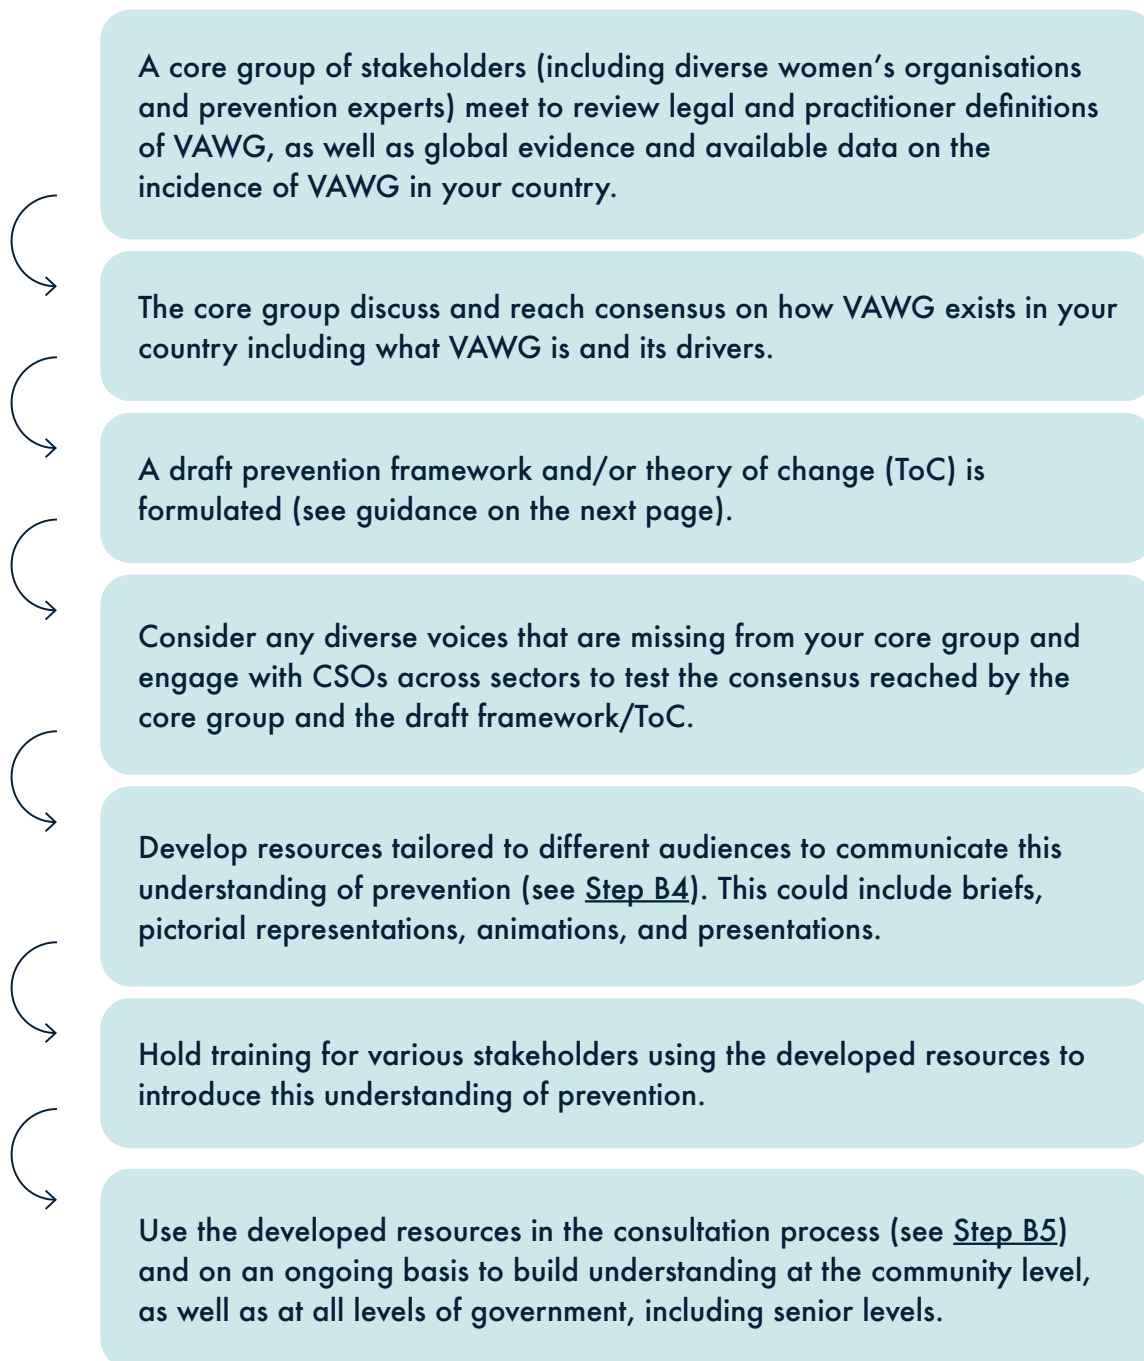 A core group of stakeholders (including diverse women’s organisations
and prevention experts) meet to review legal and practitioner definitions
of VAWG, as well as global evidence and available data on the
incidence of VAWG in your country.
The core group discuss and reach consensus on how VAWG exists in your
country including what VAWG is and its drivers.
A draft prevention framework and/or theory of change (ToC) is
formulated (see guidance on the next page).
Consider any diverse voices that are missing from your core group and
engage with CSOs across sectors to test the consensus reached by the
core group and the draft framework/ToC.
Develop resources tailored to different audiences to communicate this
understanding of prevention (see Step B4). This could include briefs,
pictorial representations, animations, and presentations.
Hold training for various stakeholders using the developed resources to
introduce this understanding of prevention.
Use the developed resources in the consultation process (see Step B5)
and on an ongoing basis to build understanding at the community level,
as well as at all levels of government, including senior levels.